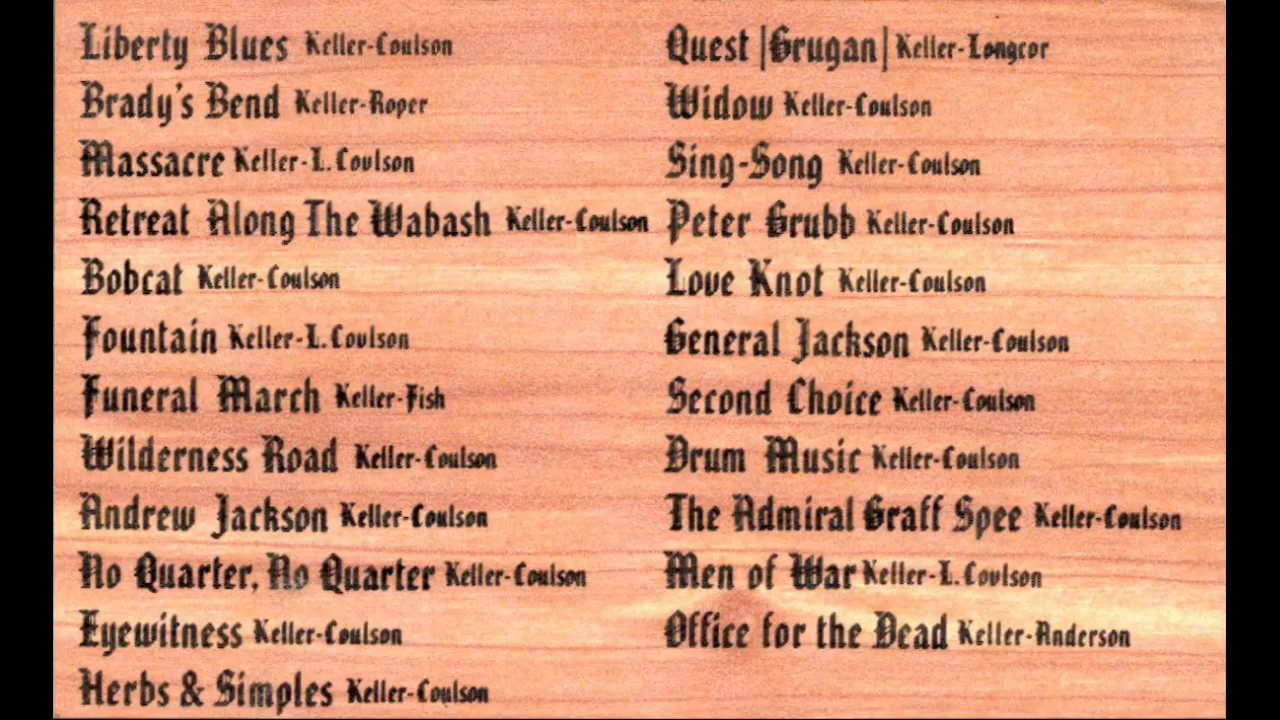 Liberty Blues Keller-Coulson
Brady's Bend Keller-Roper
Massacre Keller-L. Coulson
Retreat Along The Wabash Keller-Coulson
Bobcat Keller-Coulson
Fountain Keller-L. Coulson
Funeral March Keller-Fish
Wilderness Road Keller-Coulson
Andrew Jackson Keller-Coulson
No Quarter, No Quarter Keller-Coulson
Eyewitness Keller-Coulson
Herbs & Simples Keller-Coulson
Quest |Grugan| Keller-Longcor
Widow Keller-Coulson
Sing-Song Keller-Coulson
Peter Grubb Keller-Coulson
Love Knot Keller-Coulson
General Jackson Keller-Coulson
Second Choice Keller-Coulson
Drum Music Keller-Coulson
The Admiral Graff Spee Keller-Coulson
Men of War Keller-L. Coulson
Office for the Dead Keller-Anderson